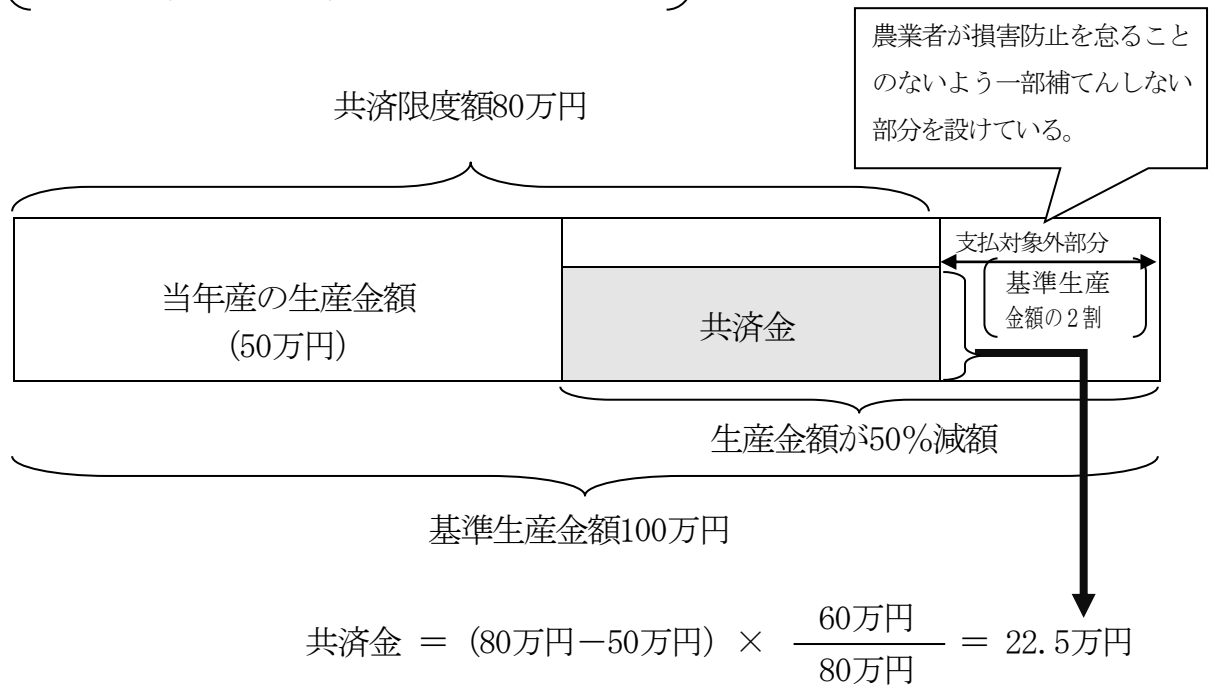 農業者が損害防止を怠ること
のないよう一部補てんしない
部分を設けている。
共済限度額80万円
支払対象外部分
基準生産
金額の2割
当年産の生産金額
(50万円)
共済金
生産金額が50%減額
基準生産金額100万円
共済金 = (80万円-50万円) × 60万円/80万円 = 22.5万円